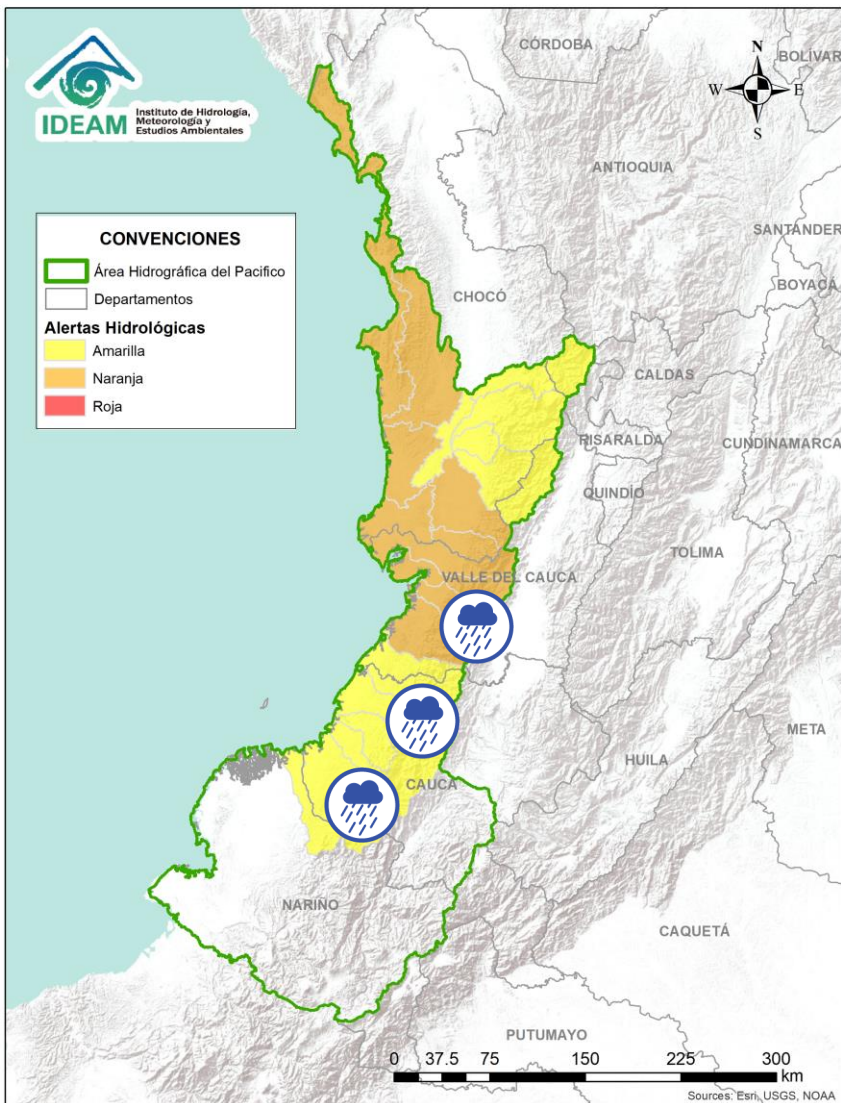 IDEAM
Instituto de Hidrología,
Meteorología y
Estudios Ambientales
CÓRDOBA
BOLÍVAR
N
W
E
S
ANTIOQUIA
SANTANDER
BOYACÁ
CONVENCIONES
Área Hidrográfica del Pacifico
Departamentos
Alertas Hidrológicas
Amarilla
Naranja
Roja
CHOCÓ
CALDAS
RISARALDA
CUNDINAMARCA
QUINDÍO
TOLIMA
VALLE DEL CAUCA
META
HUILA
CAUCA
NARIÑO
CAQUETÁ
PUTUMAYO
0 37.5 75 150 225 300
km
Sources: Esri, USGS, NOAA